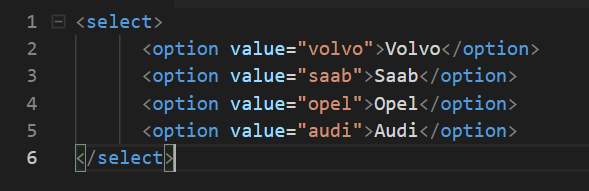 1 <select>
2 <option value="volvo">Volvo</option>
3 <option value="saab">Saab</option>
4 <option value="opel">Opel</option>
5 <option value="audi">Audi</option>
6 </select>